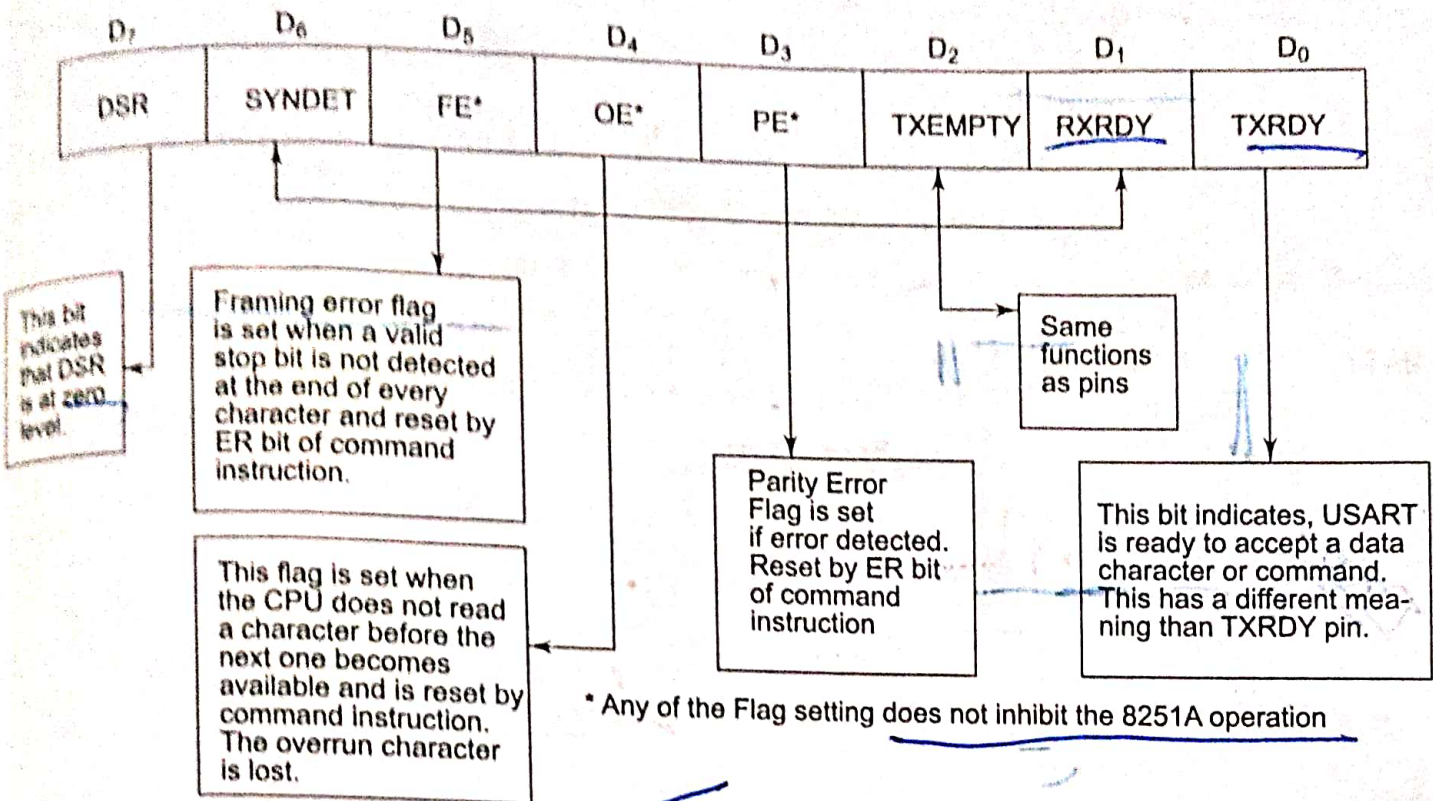 D₇ D₆ D₅ D₄ D₃ D₂ D₁ D₀
DSR SYNDET FE* OE* PE* TXEMPTY RXRDY TXRDY
This bit
indicates
that DSR
is at zero
level.
Framing error flag
is set when a valid
stop bit is not detected
at the end of every
character and reset by
ER bit of command
instruction.
This flag is set when
the CPU does not read
a character before the
next one becomes
available and is reset by
command instruction.
The overrun character
is lost.
Parity Error
Flag is set
if error detected.
Reset by ER bit
of command
instruction
Same
functions
as pins
This bit indicates, USART
is ready to accept a data
character or command.
This has a different mea-
ning than TXRDY pin.
* Any of the Flag setting does not inhibit the 8251A operation